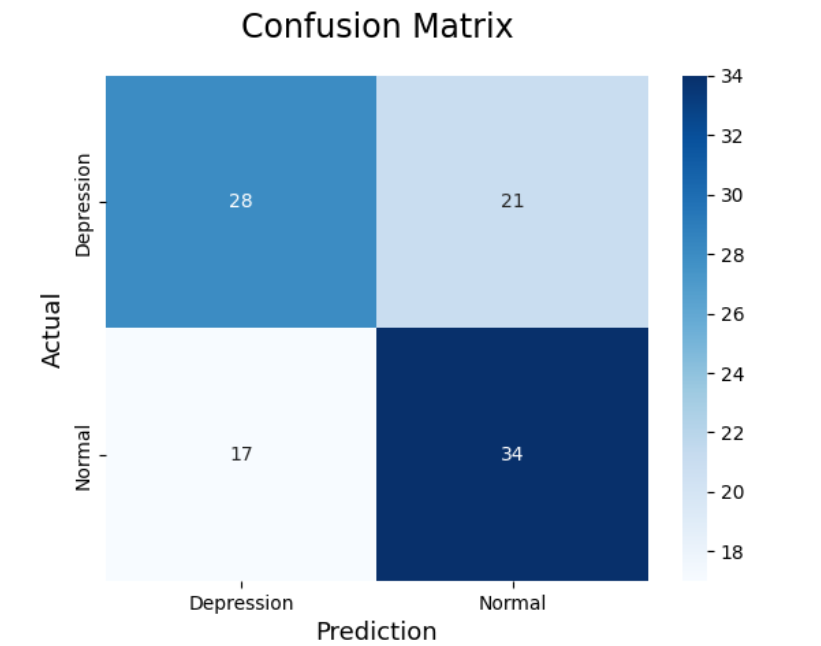 Confusion Matrix
Actual
Depression
28
21
Normal
17
34
Depression
Normal
Prediction
34
32
30
28
26
24
22
20
18